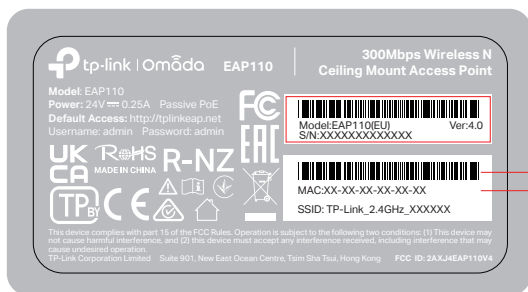 tp-link | Omada EAP110
300Mbps Wireless N
Ceiling Mount Access Point
Model: EAP110
Power: 24V⎓0.25A Passive PoE
Default Access: http://tplinkeap.net
Username: admin Password: admin
FC
Model:EAP110(EU) Ver:4.0
S/N:XXXXXXXXXXXXX
UK
CA
RoHS
MADE IN CHINA
R-NZ
EAC
TP
BY
CE
MAC:XX-XX-XX-XX-XX-XX
SSID: TP-Link_2.4GHz_XXXXXX
This device complies with part 15 of the FCC Rules. Operation is subject to the following two conditions: (1) This device may
not cause harmful interference, and (2) this device must accept any interference received, including interference that may
cause undesired operation.
TP-Link Corporation Limited Suite 901, New East Ocean Centre, Tsim Sha Tsui, Hong Kong FCC ID: 2AXJ4EAP110V4